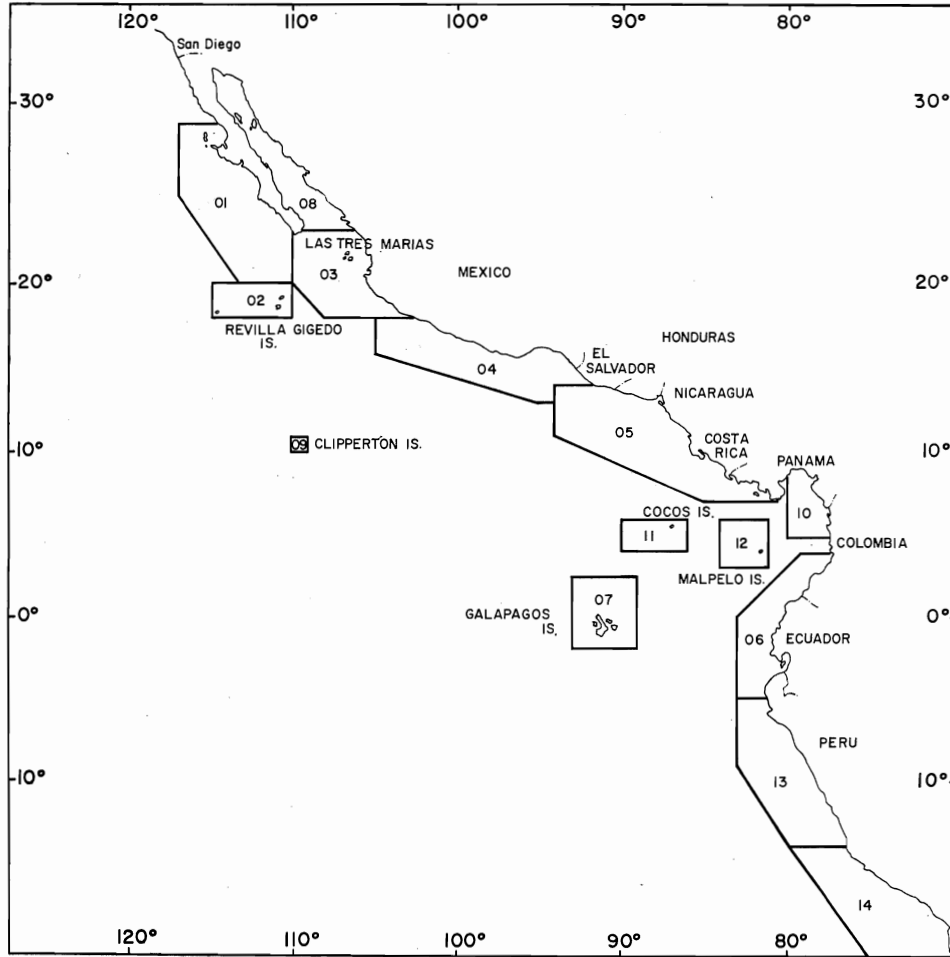 120° 110° 100° 90° 80°
San Diego
30° 30°
01
08
LAS TRES MARIAS
03
MEXICO
20° 20°
02
REVILLA GIGEDO
IS.
HONDURAS
EL
SALVADOR
04
NICARAGUA
05
COSTA
RICA
10° 10°
09 CLIPPERTON IS.
PANAMA
COCOS IS.
10
11
12
COLOMBIA
MALPELO IS.
07
GALAPAGOS
IS.
0° 0°
06
ECUADOR
PERU
10° 10°
13
14
120° 110° 100° 90° 80°